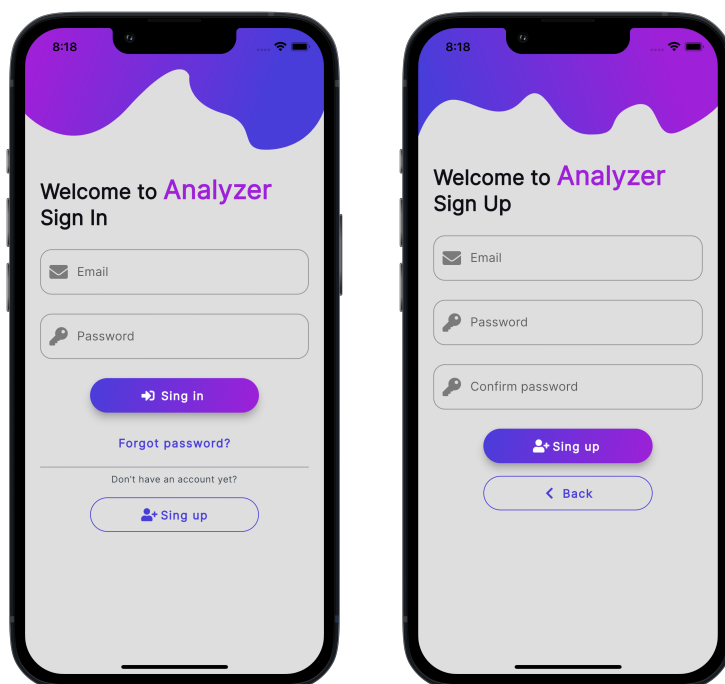 8:18
Welcome to Analyzer
Sign In
Email
Password
Sing in
Forgot password?
Don't have an account yet?
Sing up
8:18
Welcome to Analyzer
Sign Up
Email
Password
Confirm password
Sing up
Back